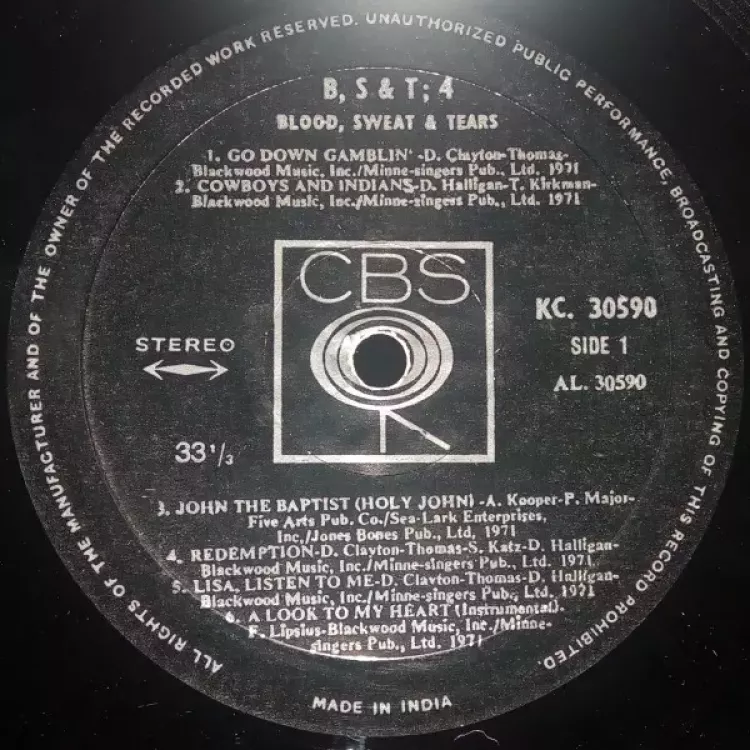 ALL RIGHTS OF THE MANUFACTURER AND OF THE OWNER OF THE RECORDED WORK RESERVED. UNAUTHORIZED PUBLIC PERFORMANCE, BROADCASTING AND COPYING OF THIS RECORD PROHIBITED.
B, S & T; 4
BLOOD, SWEAT & TEARS
1. GO DOWN GAMBLIN' -D. Clayton-Thomas-
Blackwood Music, Inc./Minne-singers Pub., Ltd. 1971
2. COWBOYS AND INDIANS-D. Halligan-T. Kirkman-
Blackwood Music, Inc./Minne-singers Pub., Ltd. 1971
CBS
KC. 30590
STEREO
SIDE 1
AL. 30590
33 1/3
3. JOHN THE BAPTIST (HOLY JOHN) -A. Kooper-P. Major-
Five Arts Pub. Co./Sea-Lark Enterprises,
Inc./Jones Bones Pub., Ltd, 1971
4. REDEMPTION-D. Clayton-Thomas-S. Katz-D. Halligan-
Blackwood Music, Inc./Minne-singers Pub., Ltd. 1971.
5. LISA, LISTEN TO ME-D. Clayton-Thomas-D. Halligan-
Blackwood Music, Inc./Minne-singers Pub., Ltd. 1971
6. A LOOK TO MY HEART (Instrumental)-
F. Lipsius-Blackwood Music, Inc./Minne-
singers Pub., Ltd. 1971
MADE IN INDIA